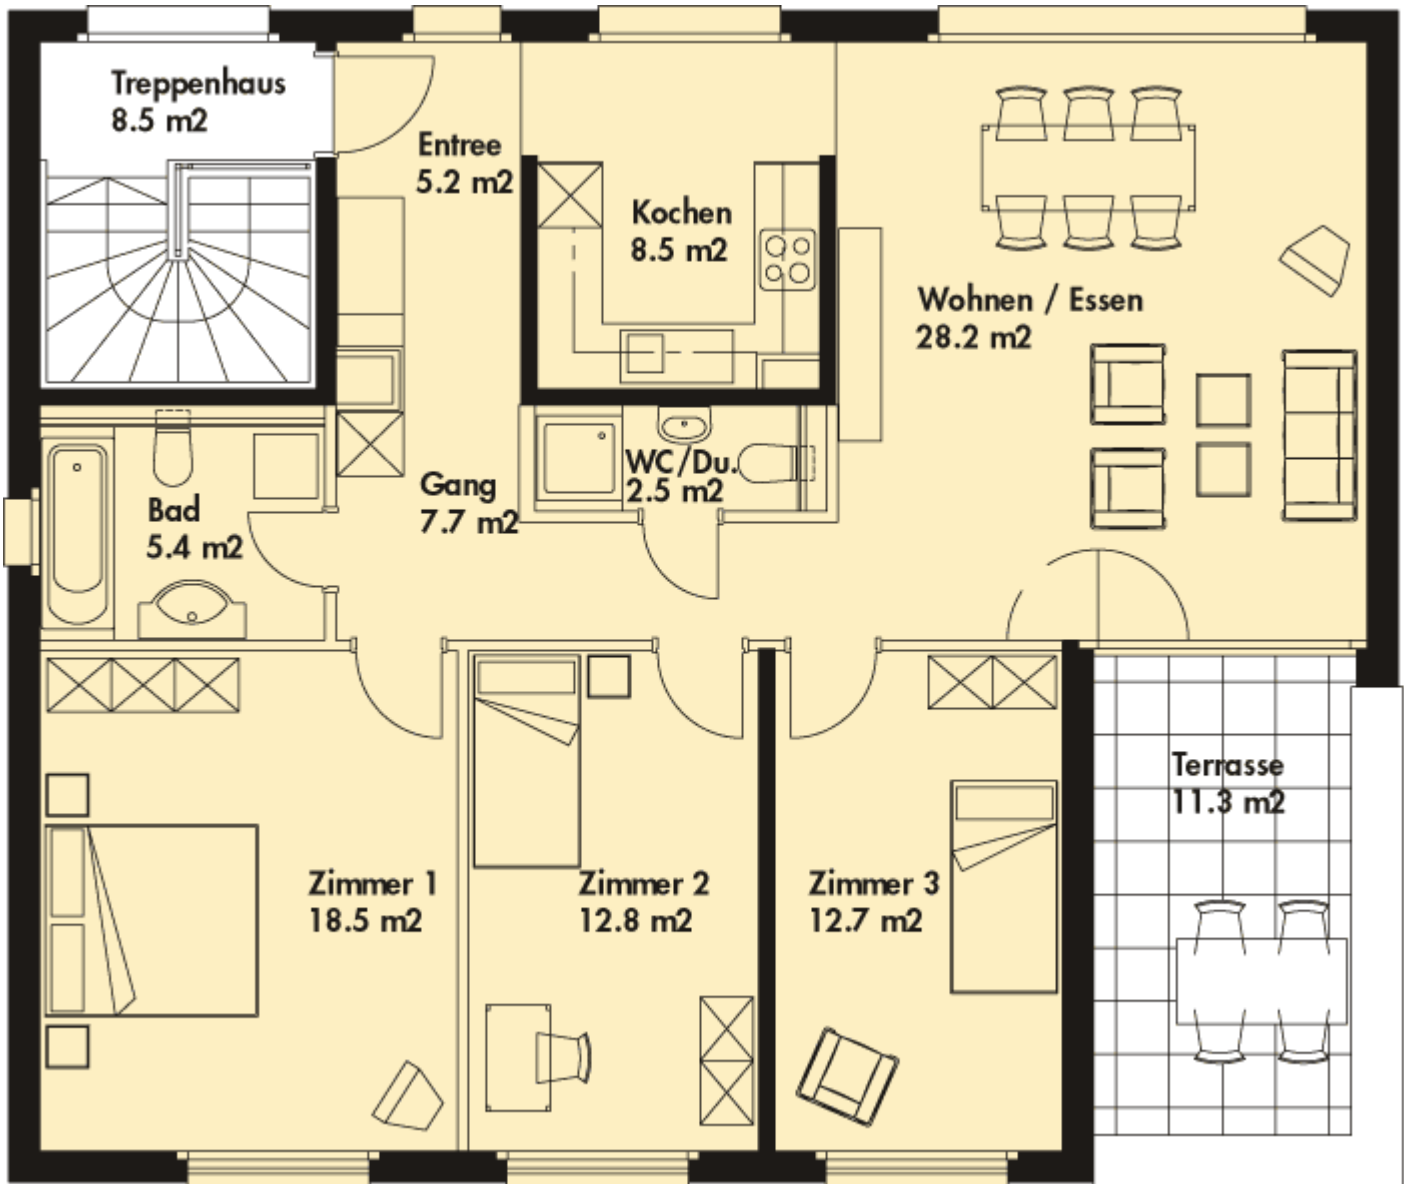 Treppenhaus
8.5 m2
Entree
5.2 m2
Kochen
8.5 m2
Wohnen / Essen
28.2 m2
WC/Du.
2.5 m2
Gang
7.7 m2
Bad
5.4 m2
Terrasse
11.3 m2
Zimmer 1
18.5 m2
Zimmer 2
12.8 m2
Zimmer 3
12.7 m2